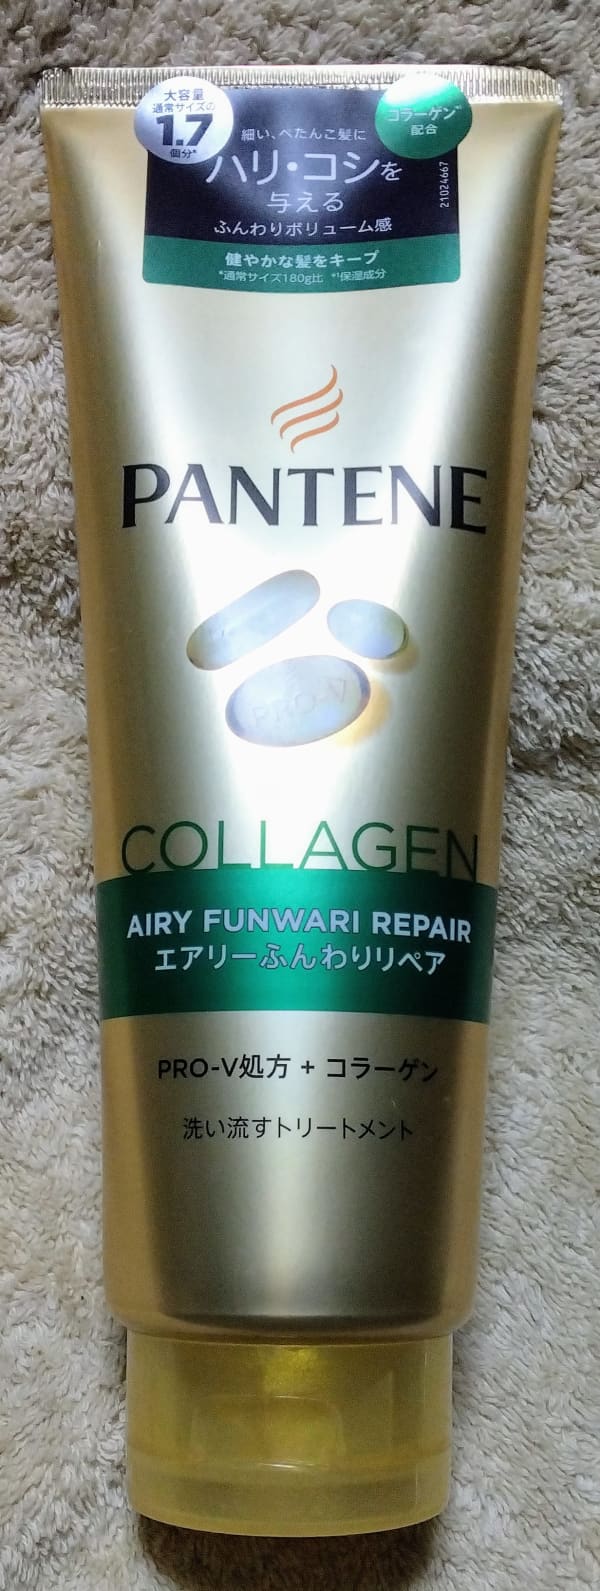 大容量
通常サイズの
1.7
個分*
コラーゲン*¹
配合
細い、ぺたんこ髪に
ハリ・コシを
与える
ふんわりボリューム感
健やかな髪をキープ
*通常サイズ180g比 *¹保湿成分
21024667
PANTENE
PRO-V
COLLAGEN
AIRY FUNWARI REPAIR
エアリーふんわりリペア
PRO-V処方 + コラーゲン
洗い流すトリートメント